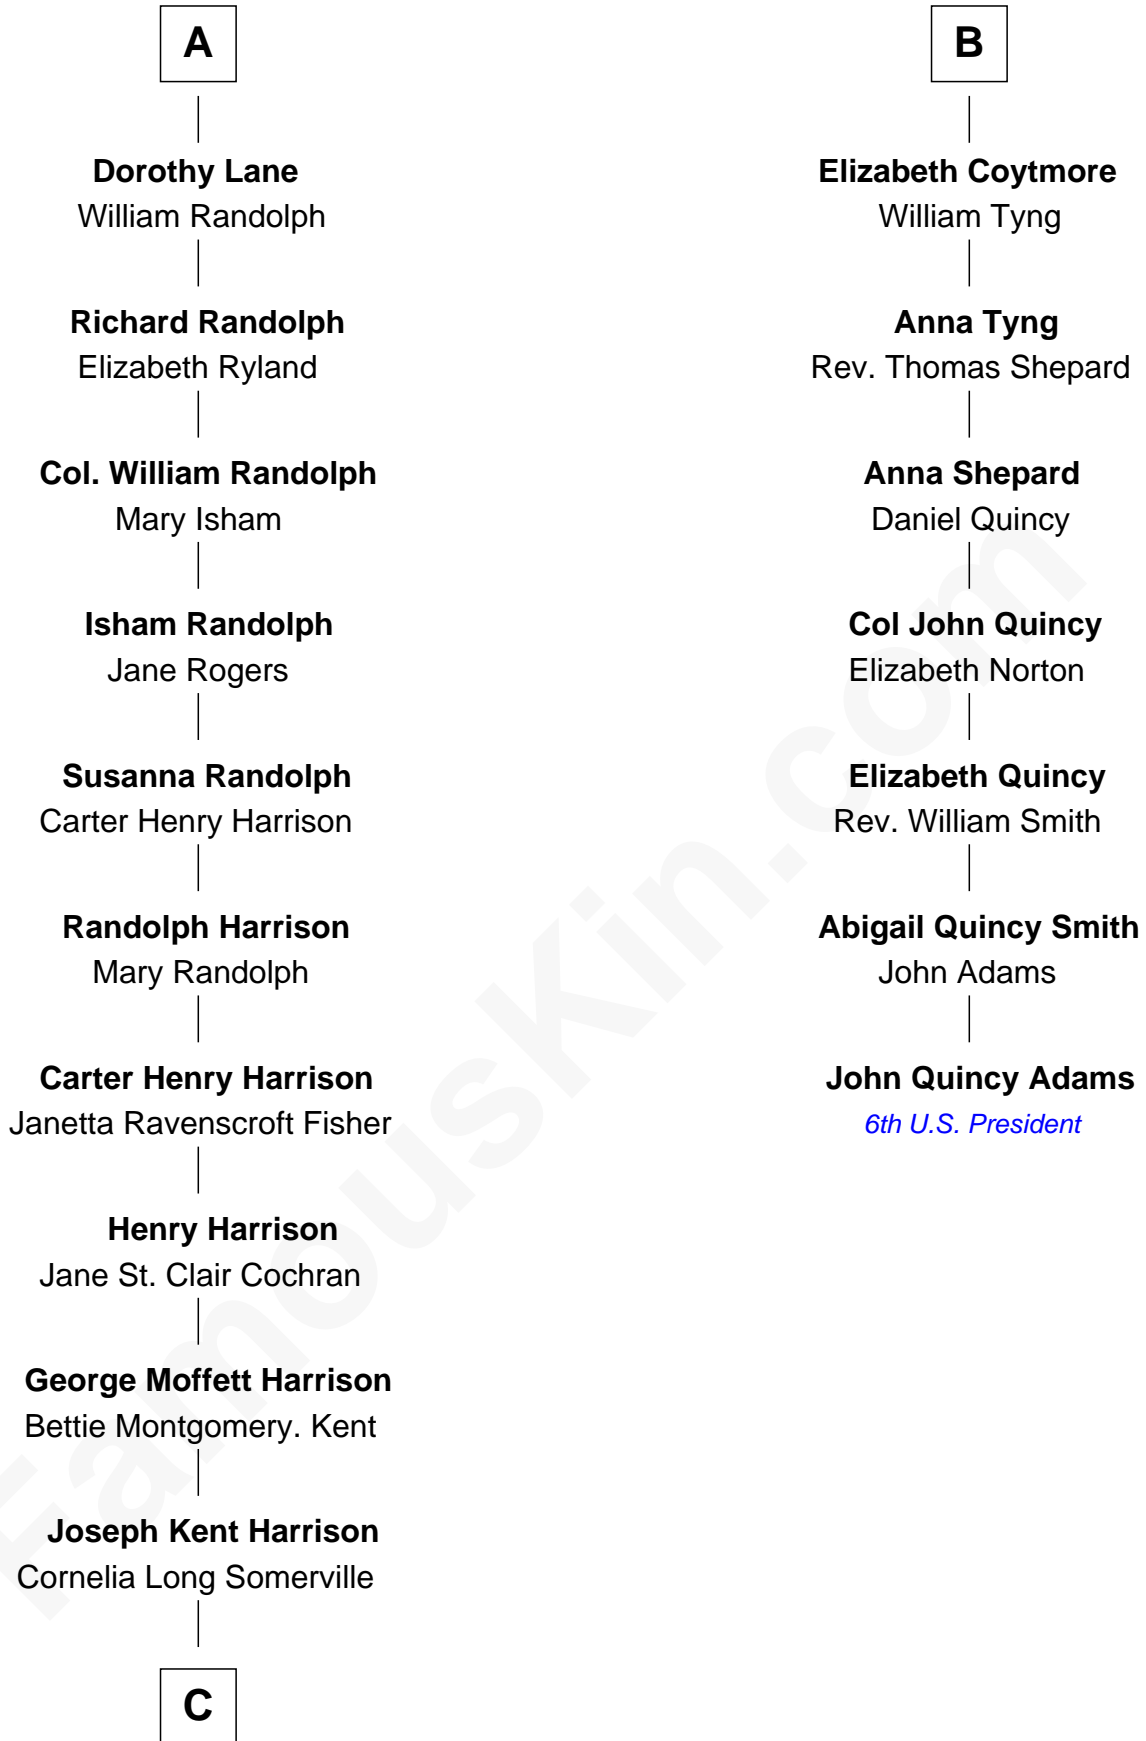 A
Dorothy Lane
William Randolph
Richard Randolph
Elizabeth Ryland
Col. William Randolph
Mary Isham
Isham Randolph
Jane Rogers
Susanna Randolph
Carter Henry Harrison
Randolph Harrison
Mary Randolph
Carter Henry Harrison
Janetta Ravenscroft Fisher
Henry Harrison
Jane St. Clair Cochran
George Moffett Harrison
Bettie Montgomery. Kent
Joseph Kent Harrison
Cornelia Long Somerville
C
B
Elizabeth Coytmore
William Tyng
Anna Tyng
Rev. Thomas Shepard
Anna Shepard
Daniel Quincy
Col John Quincy
Elizabeth Norton
Elizabeth Quincy
Rev. William Smith
Abigail Quincy Smith
John Adams
John Quincy Adams
6th U.S. President
FamousKin.com